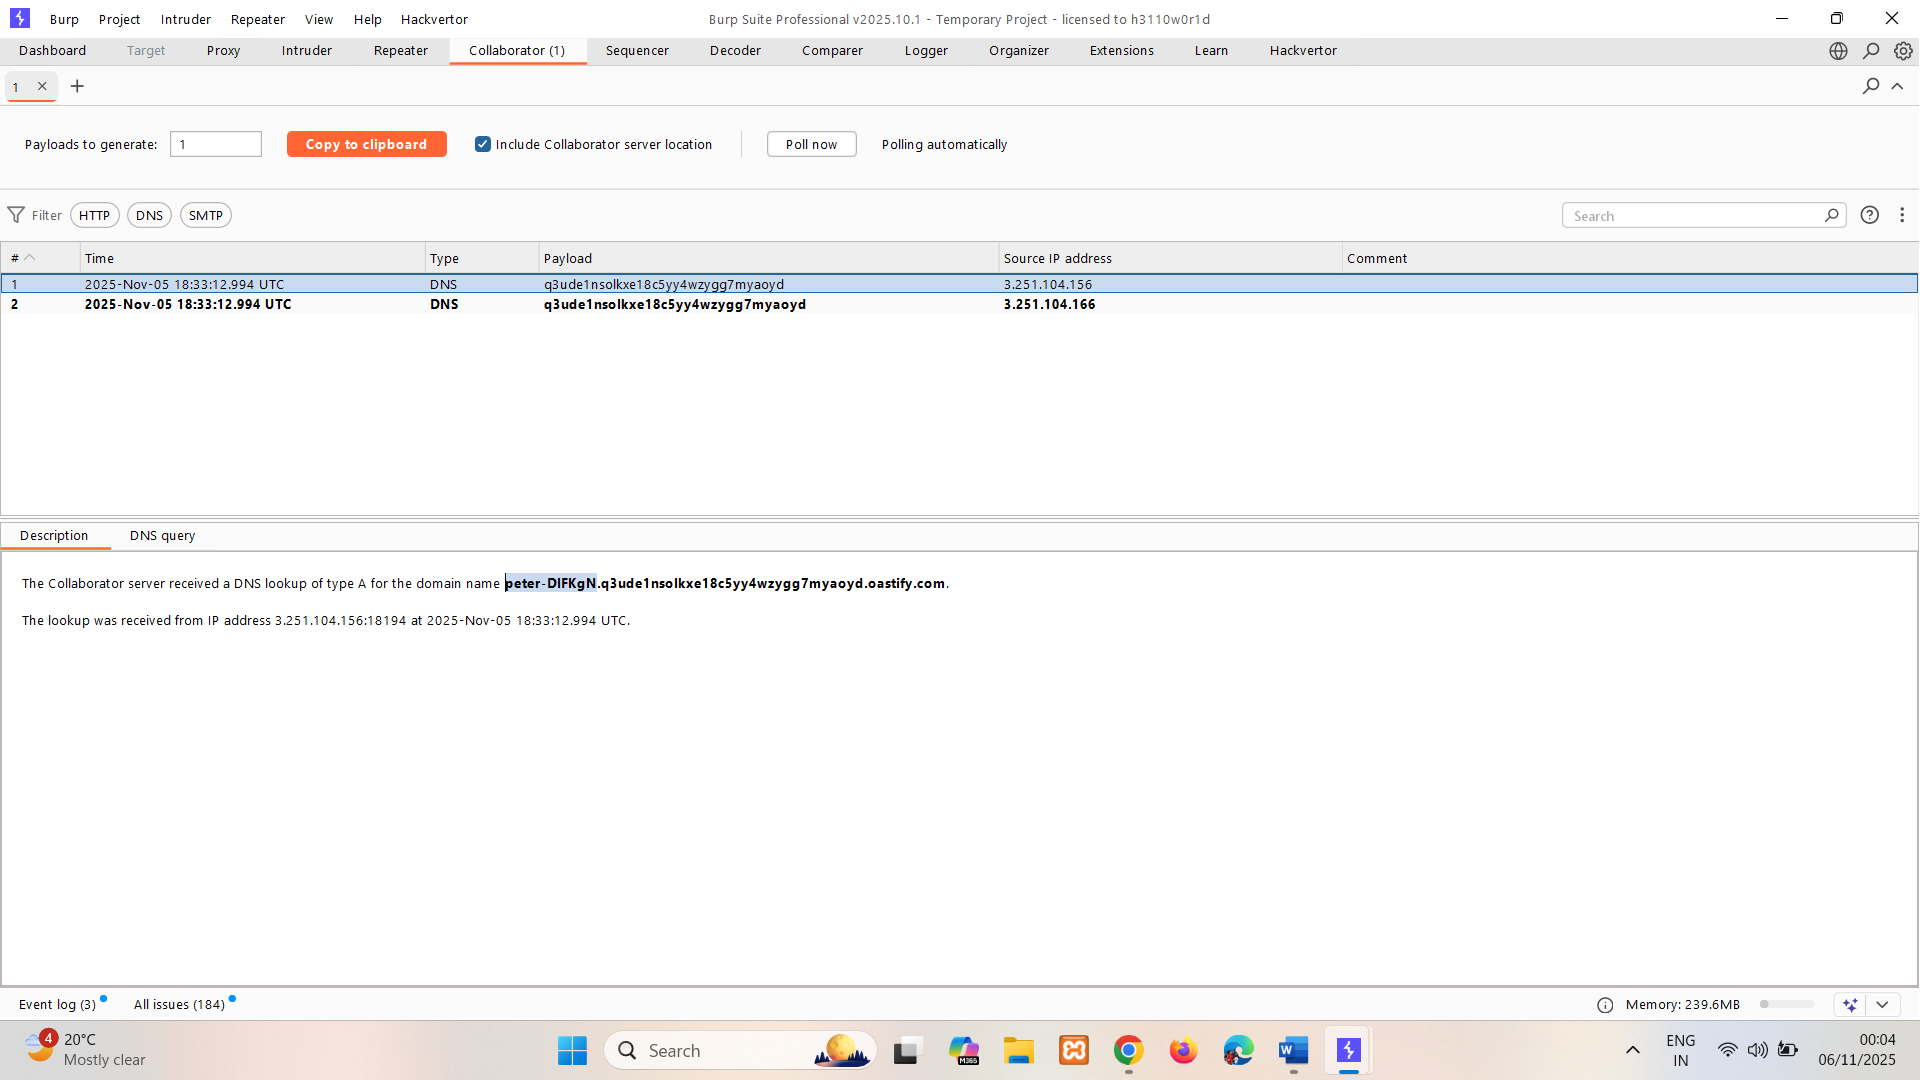 Burp Project Intruder Repeater View Help Hackvertor Burp Suite Professional v2025.10.1 - Temporary Project - licensed to h3110w0r1d
Dashboard Target Proxy Intruder Repeater Collaborator (1) Sequencer Decoder Comparer Logger Organizer Extensions Learn Hackvertor
1
Payloads to generate: 1 Copy to clipboard Include Collaborator server location Poll now Polling automatically
Filter HTTP DNS SMTP Search
# Time Type Payload Source IP address Comment
1 2025-Nov-05 18:33:12.994 UTC DNS q3ude1nsolkxe18c5yy4wzygg7myaoyd 3.251.104.156
2 2025-Nov-05 18:33:12.994 UTC DNS q3ude1nsolkxe18c5yy4wzygg7myaoyd 3.251.104.166
Description DNS query
The Collaborator server received a DNS lookup of type A for the domain name peter-DIFKgN.q3ude1nsolkxe18c5yy4wzygg7myaoyd.oastify.com.
The lookup was received from IP address 3.251.104.156:18194 at 2025-Nov-05 18:33:12.994 UTC.
Event log (3) All issues (184) Memory: 239.6MB
4 20°C
Mostly clear
Search
M365
ENG
IN
00:04
06/11/2025